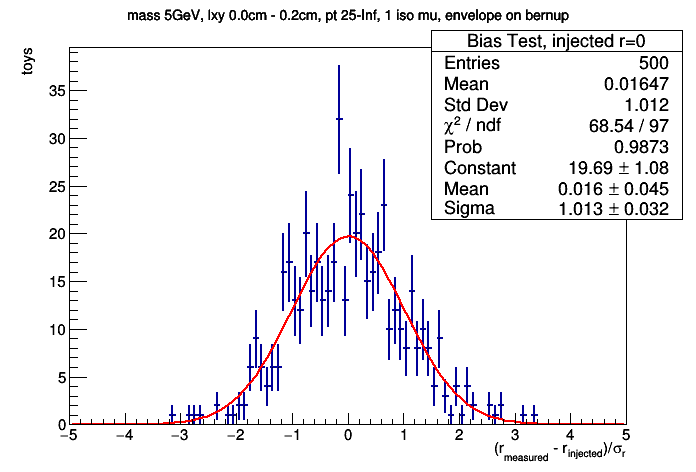 mass 5GeV, lxy 0.0cm - 0.2cm, pt 25-Inf, 1 iso mu, envelope on bernup
Bias Test, injected r=0
Entries 500
Mean 0.01647
Std Dev 1.012
χ² / ndf 68.54 / 97
Prob 0.9873
Constant 19.69 ± 1.08
Mean 0.016 ± 0.045
Sigma 1.013 ± 0.032
toys
35
30
25
20
15
10
5
0
−5 −4 −3 −2 −1 0 1 2 3 4 5
(r_measured - r_injected)/σ_r